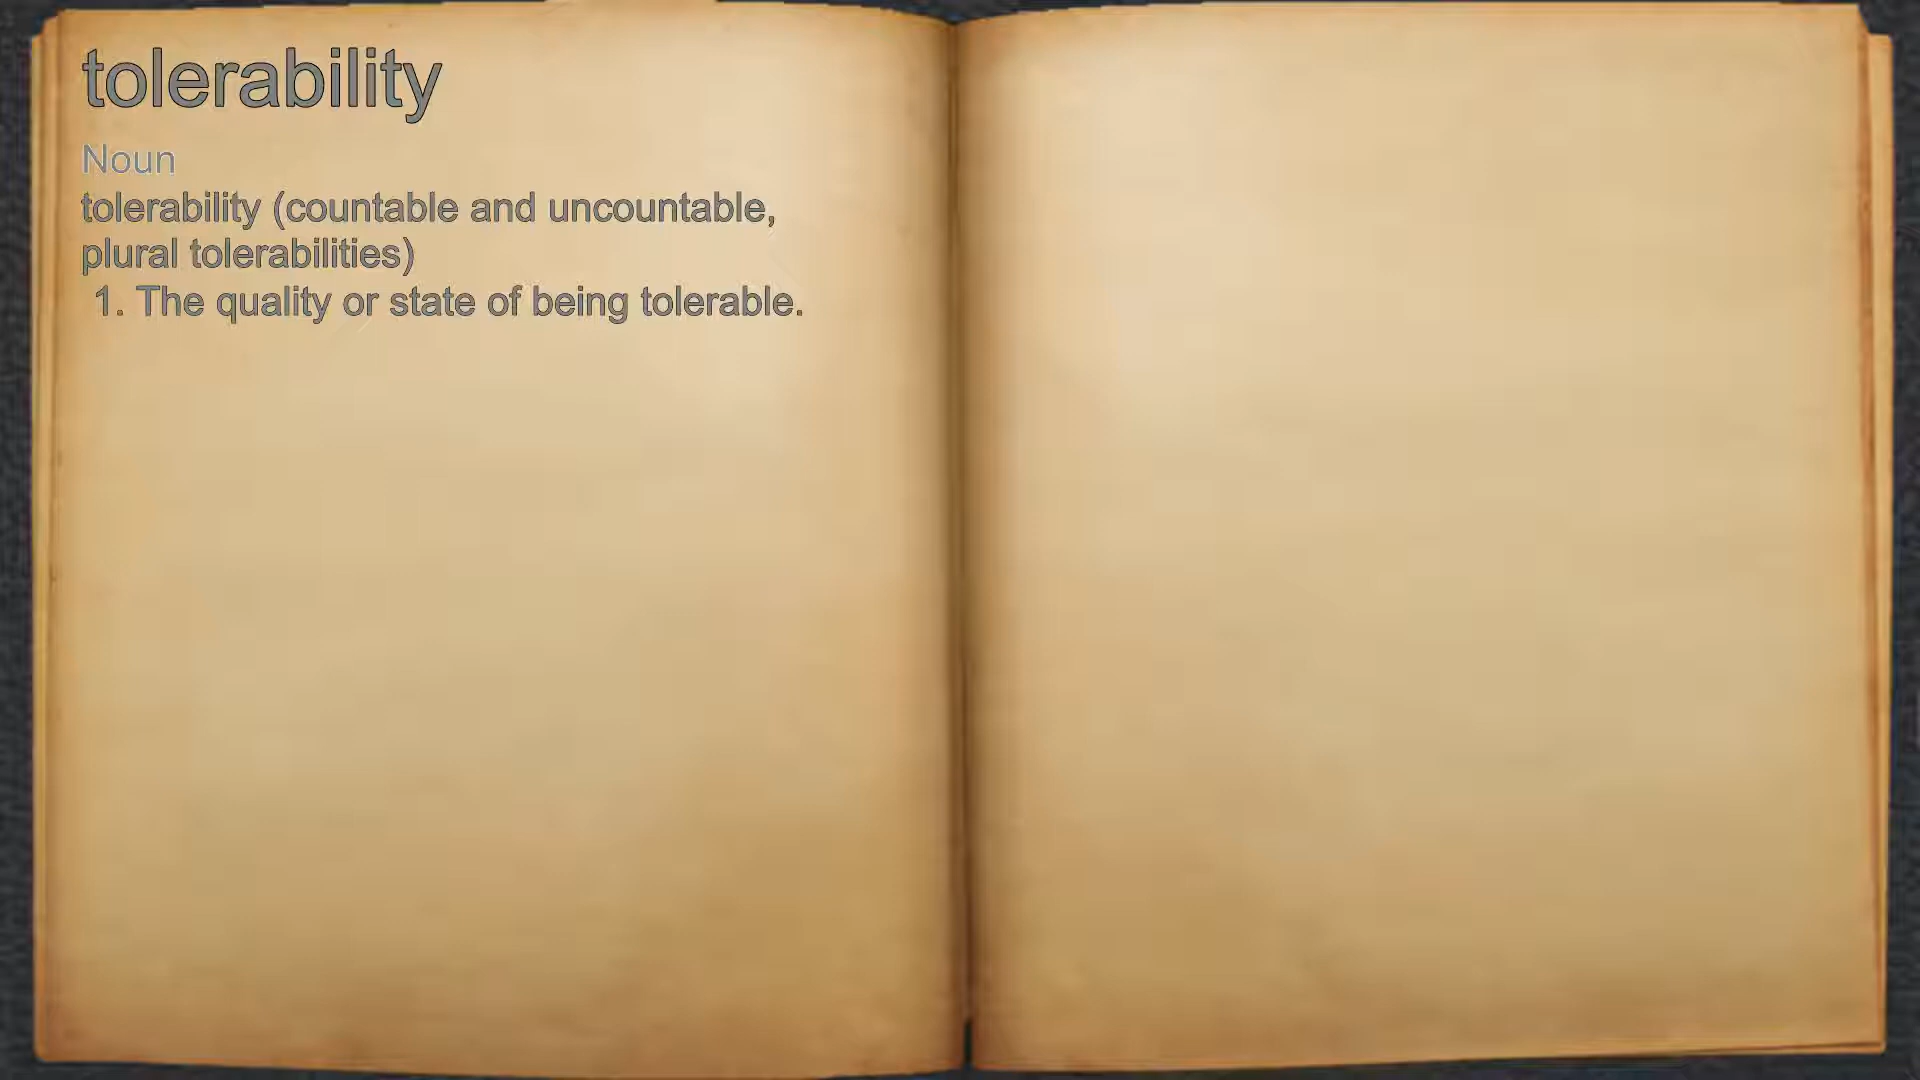 tolerability
Noun
tolerability (countable and uncountable,
plural tolerabilities)
1. The quality or state of being tolerable.